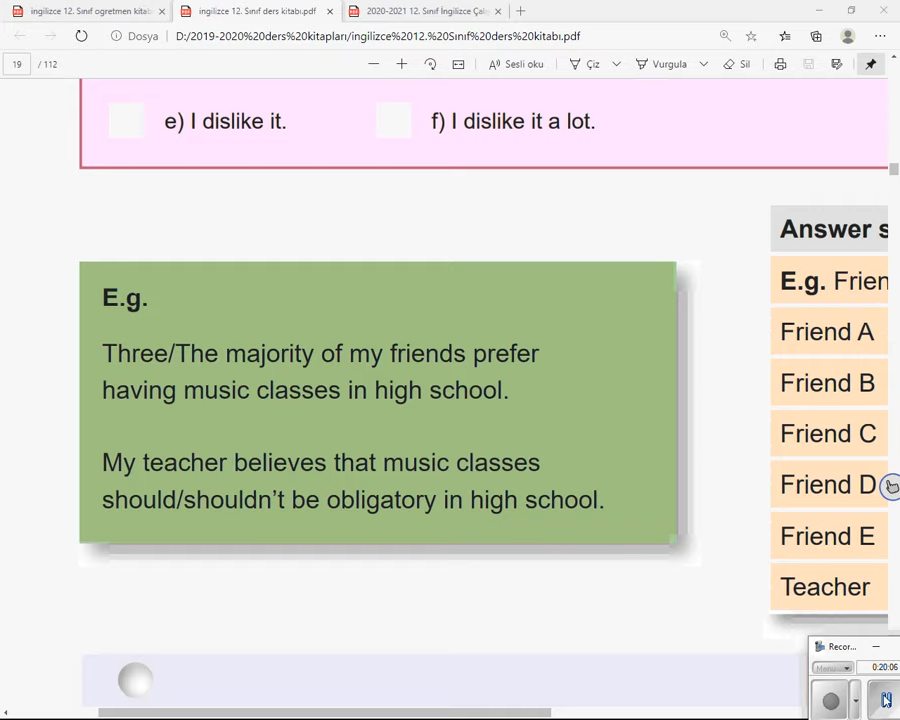 ingilizce 12. Sınıf ogretmen kitab
ingilizce 12. Sınıf ders kitabı.pdf
2020-2021 12. Sınıf İngilizce Çalış
Dosya
D:/2019-2020%20ders%20kitapları/ingilizce%2012.%20Sınıf%20ders%20kitabı.pdf
19 / 112
Sesli oku
Çiz
Vurgula
Sil
e) I dislike it.
f) I dislike it a lot.
E.g.
Three/The majority of my friends prefer
having music classes in high school.
My teacher believes that music classes
should/shouldn't be obligatory in high school.
Answer s
E.g. Frien
Friend A
Friend B
Friend C
Friend D
Friend E
Teacher
Recor...
Menu
0:20:06